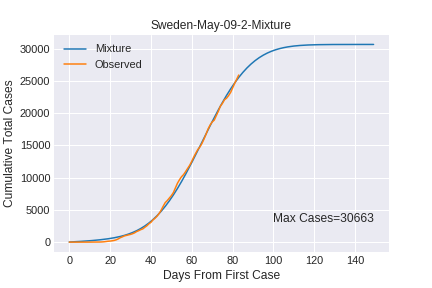 Sweden-May-09-2-Mixture
Mixture
Observed
Cumulative Total Cases
30000
25000
20000
15000
10000
5000
0
Max Cases=30663
0 20 40 60 80 100 120 140
Days From First Case